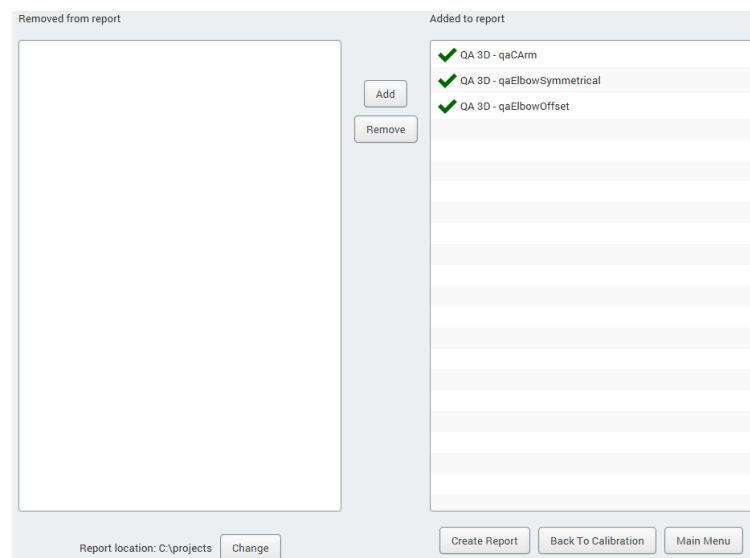 Removed from report
Added to report
QA 3D - qaCArm
QA 3D - qaElbowSymmetrical
QA 3D - qaElbowOffset
Add
Remove
Report location: C:\projects
Change
Create Report
Back To Calibration
Main Menu